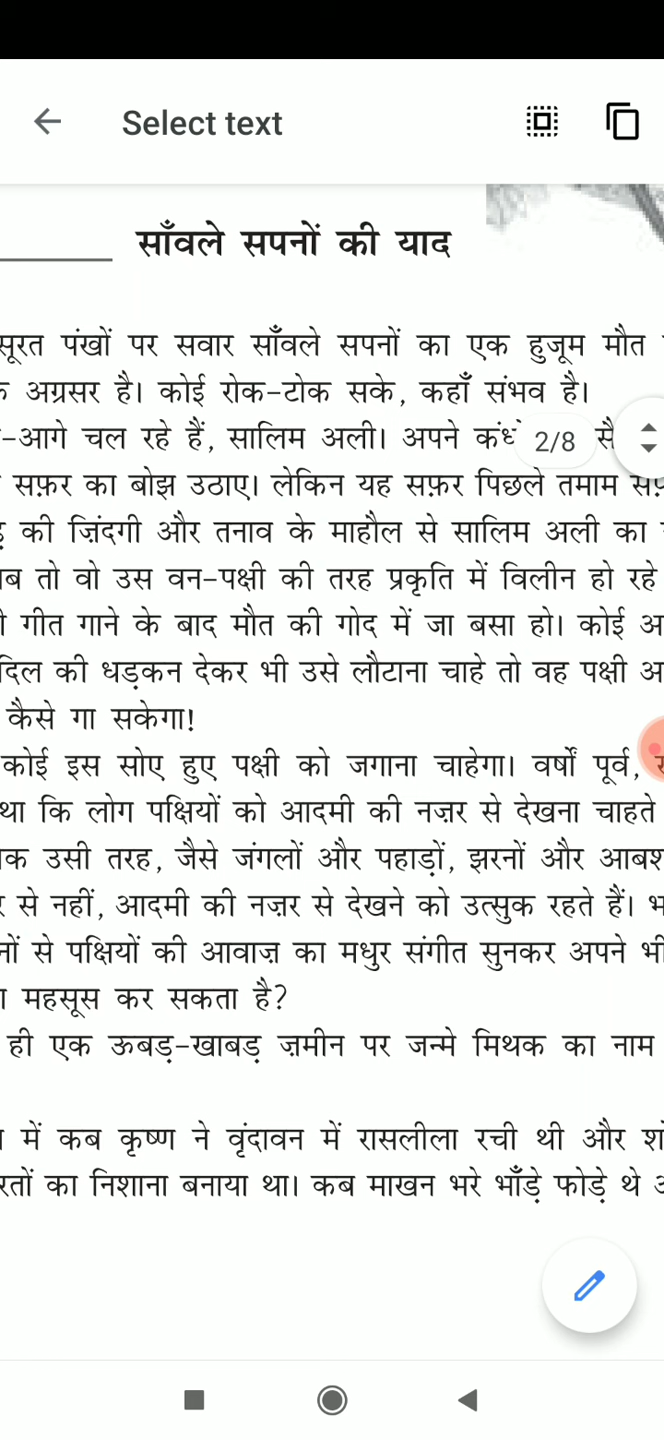 Select text
साँवले सपनों की याद
सूरत पंखों पर सवार साँवले सपनों का एक हुजूम मौत
अग्रसर है। कोई रोक-टोक सके, कहाँ संभव है।
-आगे चल रहे हैं, सालिम अली। अपने 2/8
सफ़र का बोझ उठाए। लेकिन यह सफ़र पिछले तमाम
की ज़िंदगी और तनाव के माहौल से सालिम अली का
तो वो उस वन-पक्षी की तरह प्रकृति में विलीन हो रहे
गीत गाने के बाद मौत की गोद में जा बसा हो। कोई
दिल की धड़कन देकर भी उसे लौटाना चाहे तो वह पक्षी
कैसे गा सकेगा!
कोई इस सोए हुए पक्षी को जगाना चाहेगा। वर्षों पूर्व,
था कि लोग पक्षियों को आदमी की नज़र से देखना चाहते
उसी तरह, जैसे जंगलों और पहाड़ों, झरनों और
से नहीं, आदमी की नज़र से देखने को उत्सुक रहते हैं।
से पक्षियों की आवाज़ का मधुर संगीत सुनकर अपने
महसूस कर सकता है?
ही एक ऊबड़-खाबड़ ज़मीन पर जन्मे मिथक का नाम
में कब कृष्ण ने वृंदावन में रासलीला रची थी और
का निशाना बनाया था। कब माखन भरे भाँड़े फोड़े थे